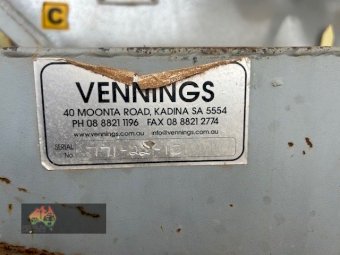 C
VENNINGS
40 MOONTA ROAD, KADINA SA 5554
PH 08 8821 1196 FAX 08 8821 2774
www.vennings.com.au info@vennings.com.au
SERIAL
No.